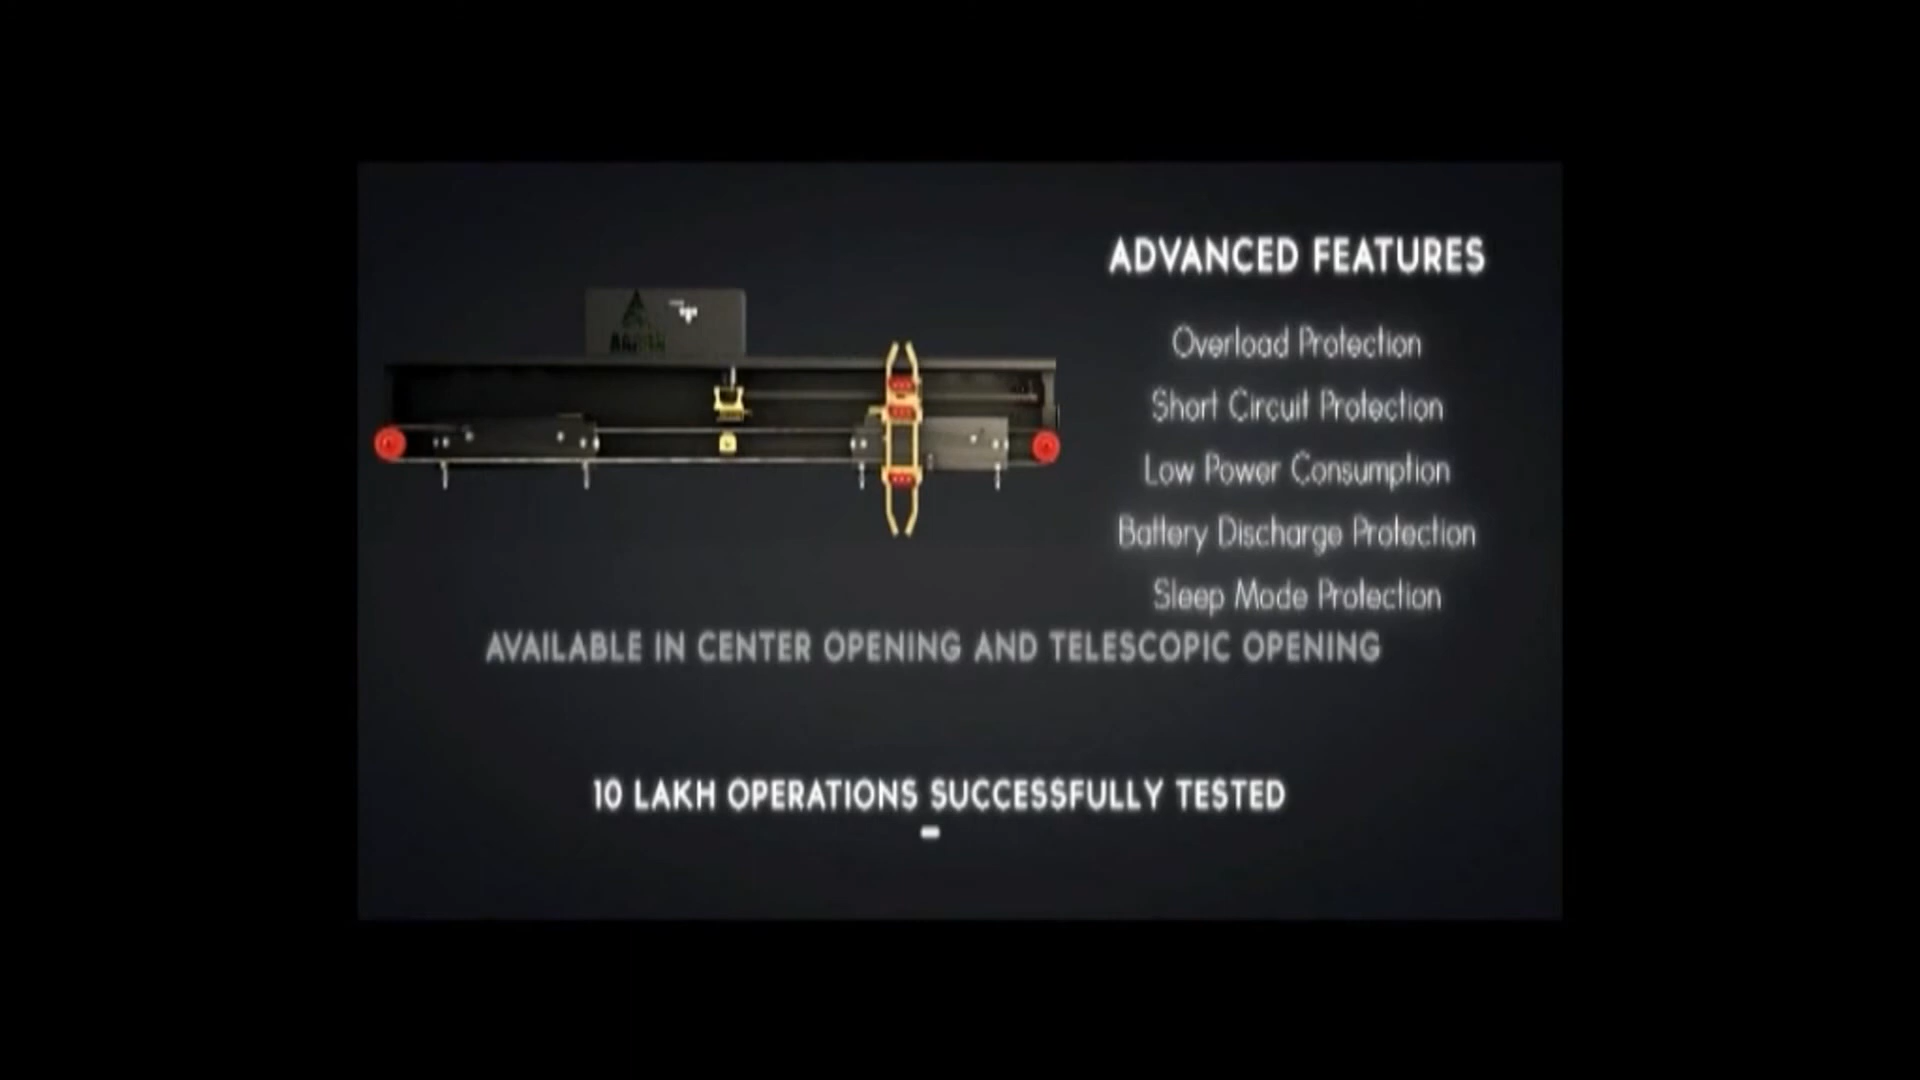 ADVANCED FEATURES
Overload Protection
Short Circuit Protection
Low Power Consumption
Battery Discharge Protection
Sleep Mode Protection
AVAILABLE IN CENTER OPENING AND TELESCOPIC OPENING
10 LAKH OPERATIONS SUCCESSFULLY TESTED